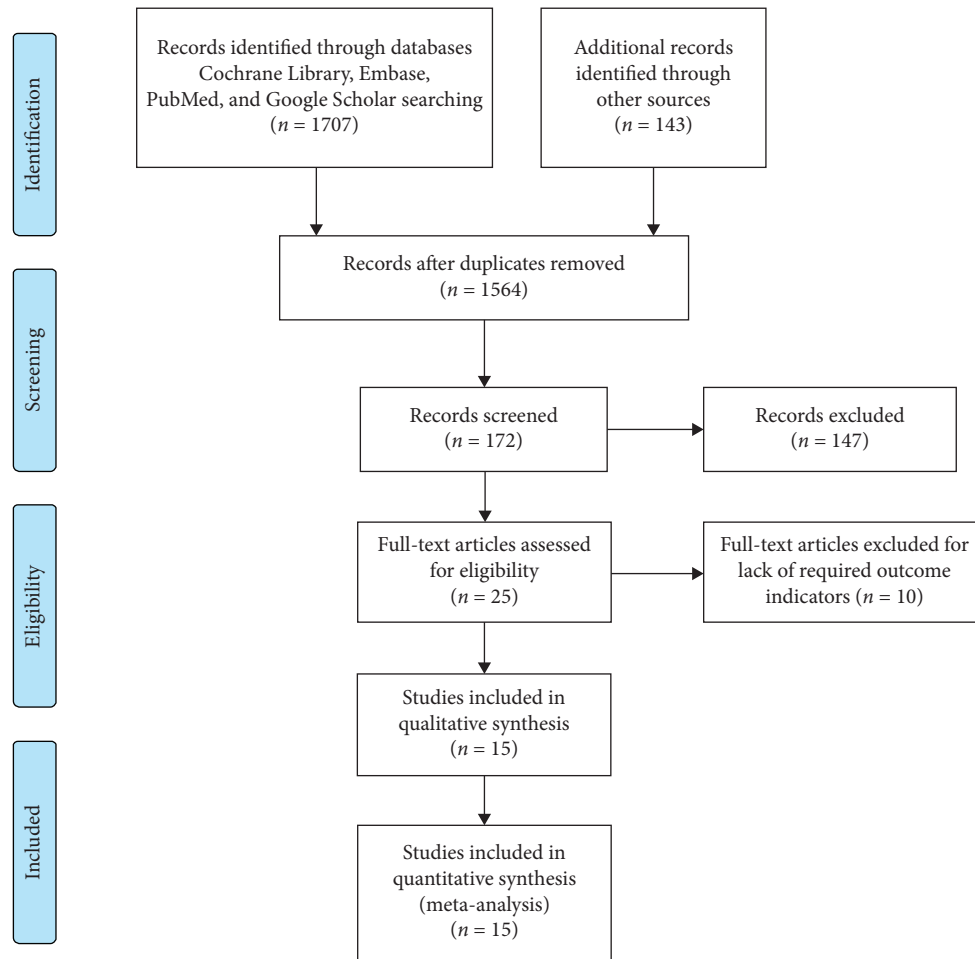 Identification
Records identified through databases
Cochrane Library, Embase,
PubMed, and Google Scholar searching
(n = 1707)
Additional records
identified through
other sources
(n = 143)
Records after duplicates removed
(n = 1564)
Screening
Records screened
(n = 172)
Records excluded
(n = 147)
Eligibility
Full-text articles assessed
for eligibility
(n = 25)
Full-text articles excluded for
lack of required outcome
indicators (n = 10)
Studies included in
qualitative synthesis
(n = 15)
Included
Studies included in
quantitative synthesis
(meta-analysis)
(n = 15)